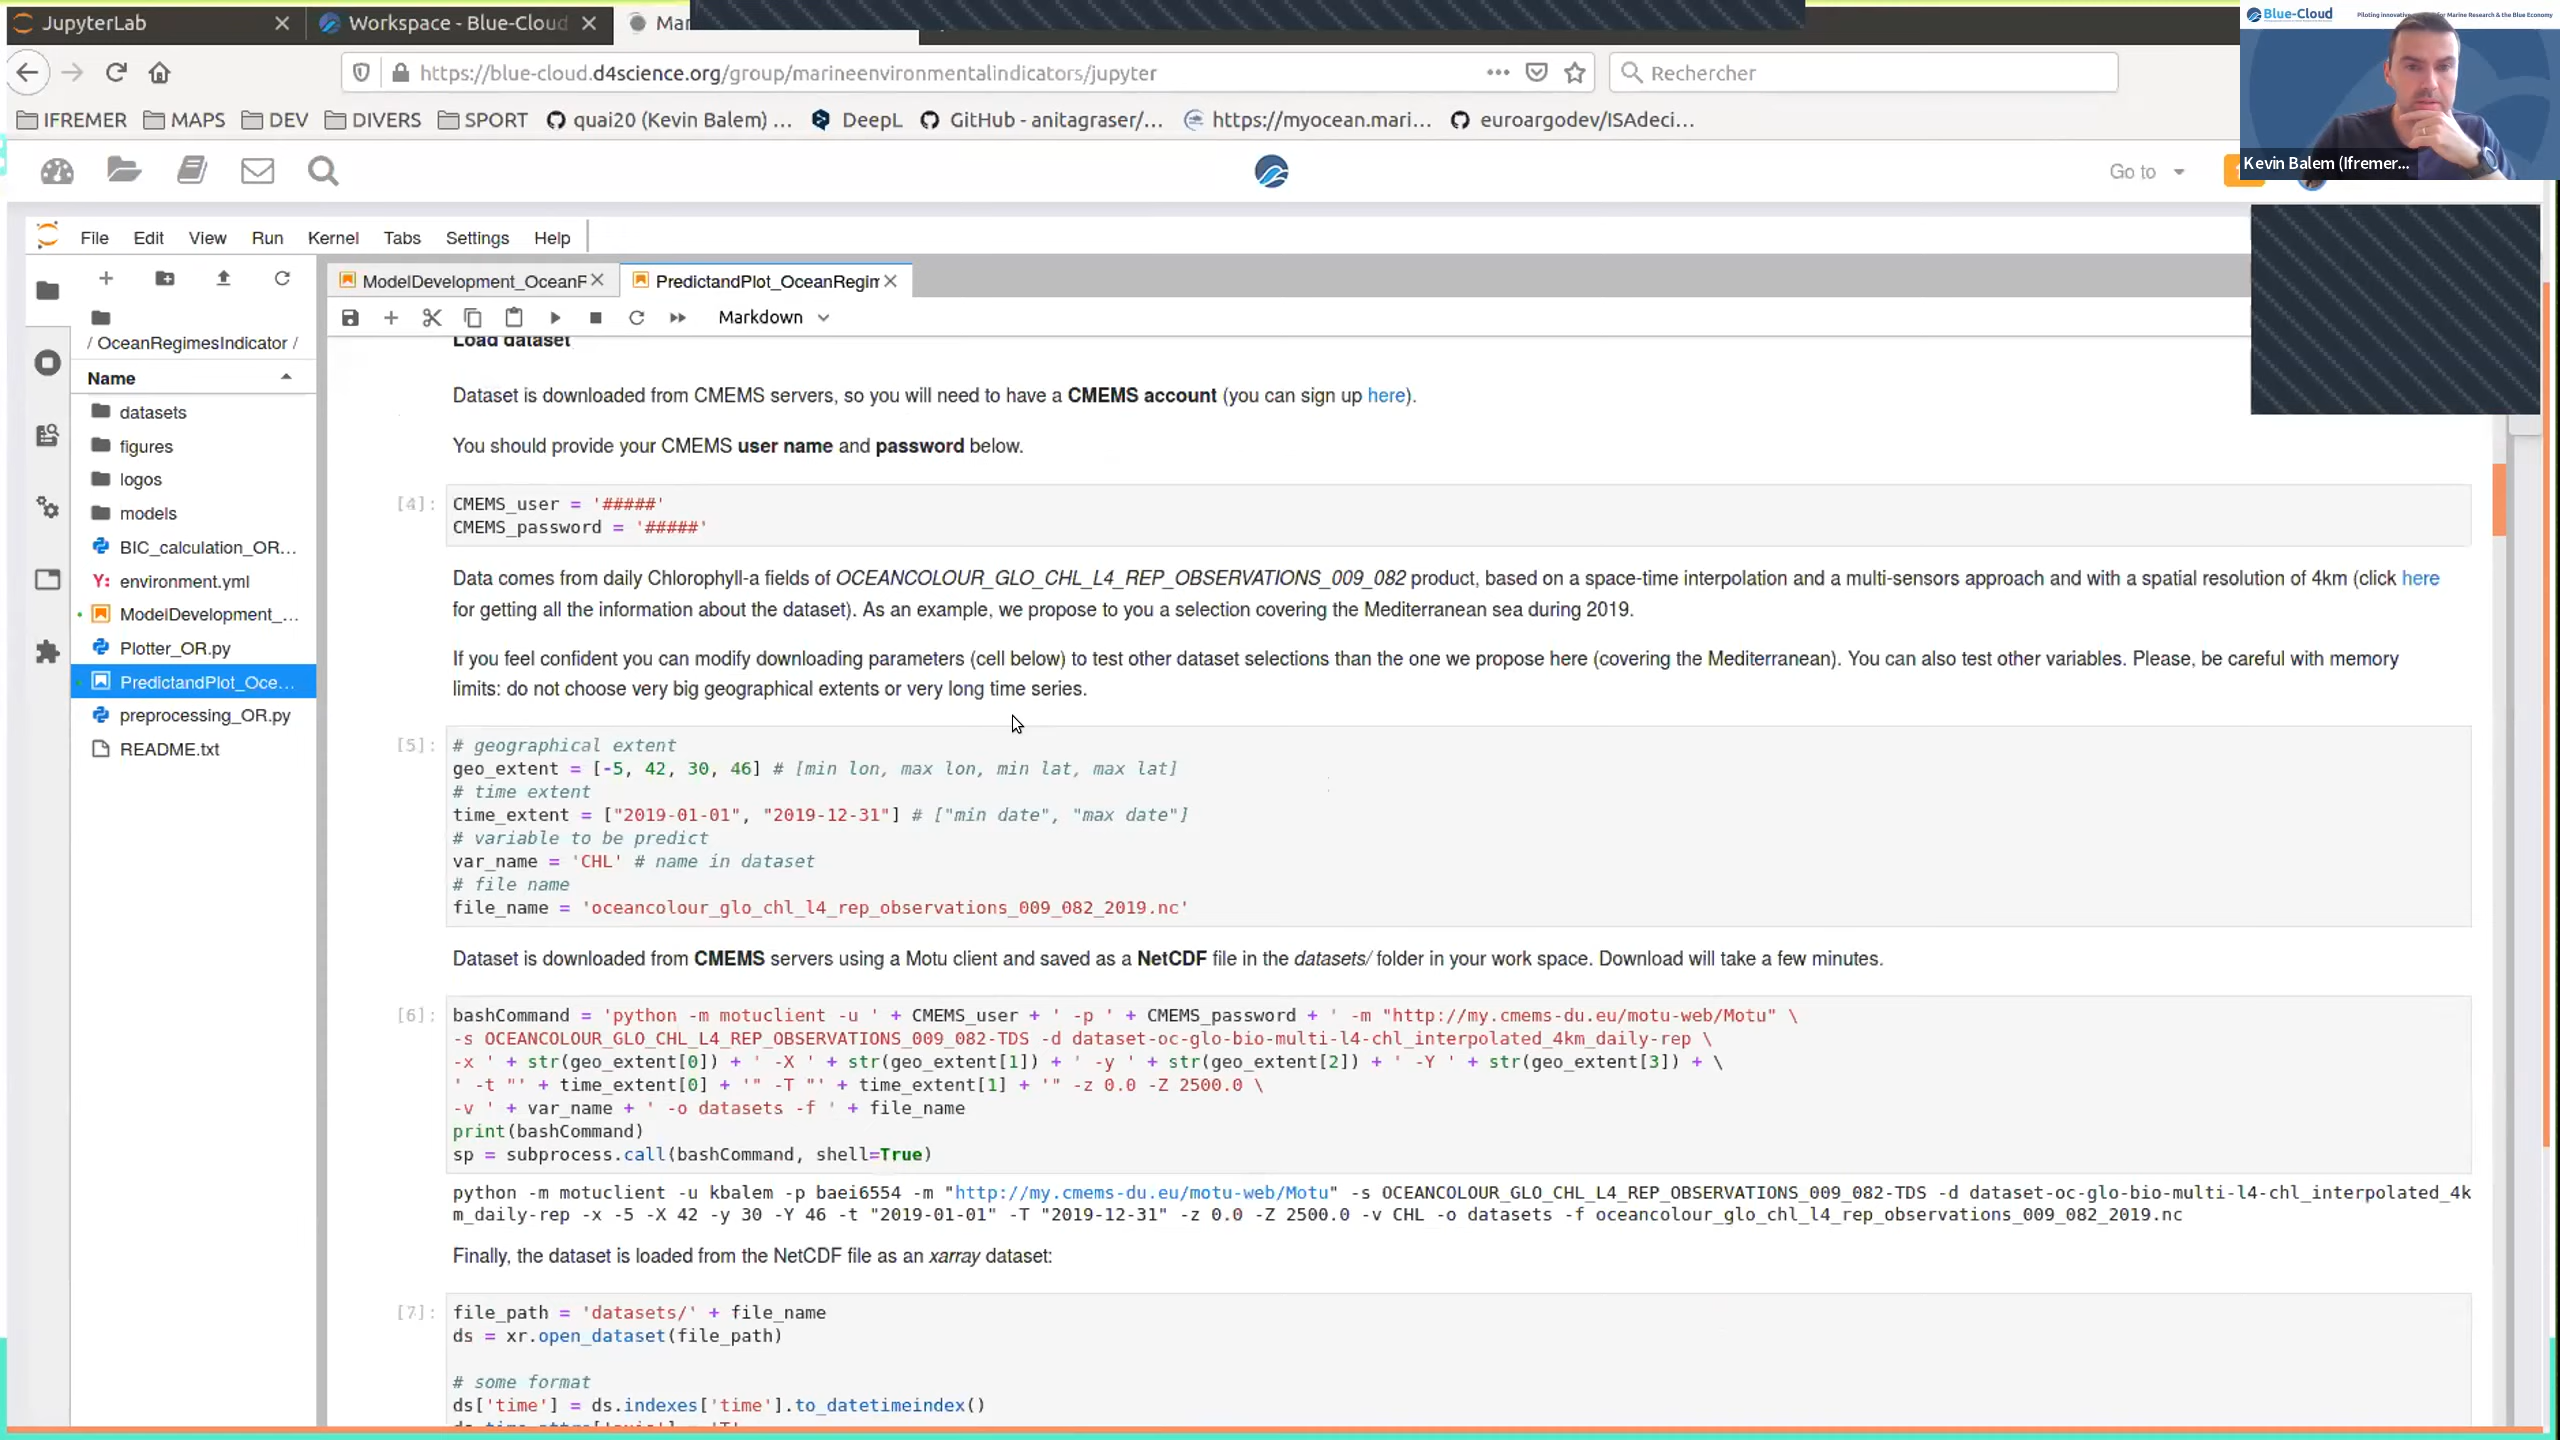 JupyterLab
Workspace - Blue-Cloud
Mar
https://blue-cloud.d4science.org/group/marineenvironmentalindicators/jupyter
Rechercher
IFREMER
MAPS
DEV
DIVERS
SPORT
quai20 (Kevin Balem) ...
DeepL
GitHub - anitagraser/...
https://myocean.mari...
euroargodev/ISAdeci...
Blue-Cloud
Kevin Balem (Ifremer...
Go to
File Edit View Run Kernel Tabs Settings Help
ModelDevelopment_OceanF
PredictandPlot_OceanRegim
Markdown
/ OceanRegimesIndicator /
Name
datasets
figures
logos
models
BIC_calculation_OR...
Y: environment.yml
ModelDevelopment_...
Plotter_OR.py
PredictandPlot_Oce...
preprocessing_OR.py
README.txt
Load dataset
Dataset is downloaded from CMEMS servers, so you will need to have a CMEMS account (you can sign up here).
You should provide your CMEMS user name and password below.
[4]: CMEMS_user = '#####'
CMEMS_password = '#####'
Data comes from daily Chlorophyll-a fields of OCEANCOLOUR_GLO_CHL_L4_REP_OBSERVATIONS_009_082 product, based on a space-time interpolation and a multi-sensors approach and with a spatial resolution of 4km (click here
for getting all the information about the dataset). As an example, we propose to you a selection covering the Mediterranean sea during 2019.
If you feel confident you can modify downloading parameters (cell below) to test other dataset selections than the one we propose here (covering the Mediterranean). You can also test other variables. Please, be careful with memory
limits: do not choose very big geographical extents or very long time series.
[5]: # geographical extent
geo_extent = [-5, 42, 30, 46] # [min lon, max lon, min lat, max lat]
# time extent
time_extent = ["2019-01-01", "2019-12-31"] # ["min date", "max date"]
# variable to be predict
var_name = 'CHL' # name in dataset
# file name
file_name = 'oceancolour_glo_chl_l4_rep_observations_009_082_2019.nc'
Dataset is downloaded from CMEMS servers using a Motu client and saved as a NetCDF file in the datasets/ folder in your work space. Download will take a few minutes.
[6]: bashCommand = 'python -m motuclient -u ' + CMEMS_user + ' -p ' + CMEMS_password + ' -m "http://my.cmems-du.eu/motu-web/Motu" \
-s OCEANCOLOUR_GLO_CHL_L4_REP_OBSERVATIONS_009_082-TDS -d dataset-oc-glo-bio-multi-l4-chl_interpolated_4km_daily-rep \
-x ' + str(geo_extent[0]) + ' -X ' + str(geo_extent[1]) + ' -y ' + str(geo_extent[2]) + ' -Y ' + str(geo_extent[3]) + \
' -t "' + time_extent[0] + '" -T "' + time_extent[1] + '" -z 0.0 -Z 2500.0 \
-v ' + var_name + ' -o datasets -f ' + file_name
print(bashCommand)
sp = subprocess.call(bashCommand, shell=True)
python -m motuclient -u kbalem -p baei6554 -m "http://my.cmems-du.eu/motu-web/Motu" -s OCEANCOLOUR_GLO_CHL_L4_REP_OBSERVATIONS_009_082-TDS -d dataset-oc-glo-bio-multi-l4-chl_interpolated_4k
m_daily-rep -x -5 -X 42 -y 30 -Y 46 -t "2019-01-01" -T "2019-12-31" -z 0.0 -Z 2500.0 -v CHL -o datasets -f oceancolour_glo_chl_l4_rep_observations_009_082_2019.nc
Finally, the dataset is loaded from the NetCDF file as an xarray dataset:
[7]: file_path = 'datasets/' + file_name
ds = xr.open_dataset(file_path)
# some format
ds['time'] = ds.indexes['time'].to_datetimeindex()